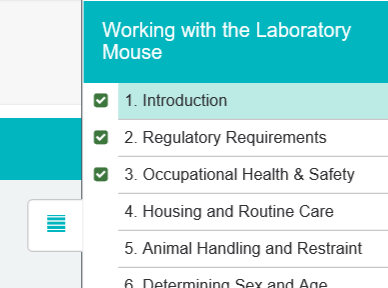 Working with the Laboratory
Mouse
1. Introduction
2. Regulatory Requirements
3. Occupational Health & Safety
4. Housing and Routine Care
5. Animal Handling and Restraint
6. Determining Sex and Age